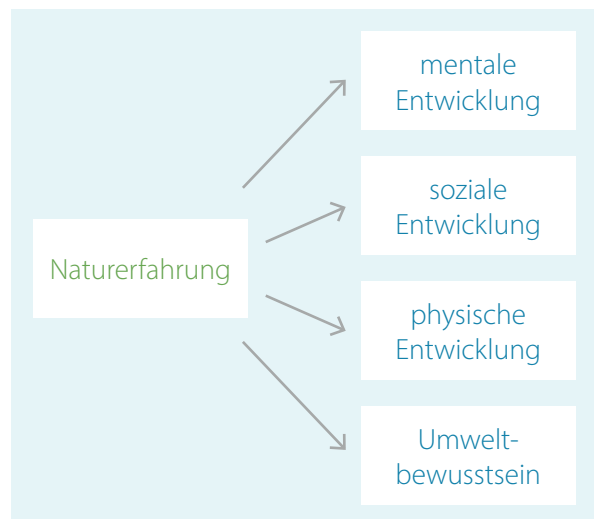 mentale
Entwicklung
soziale
Entwicklung
Naturerfahrung
physische
Entwicklung
Umwelt-
bewusstsein